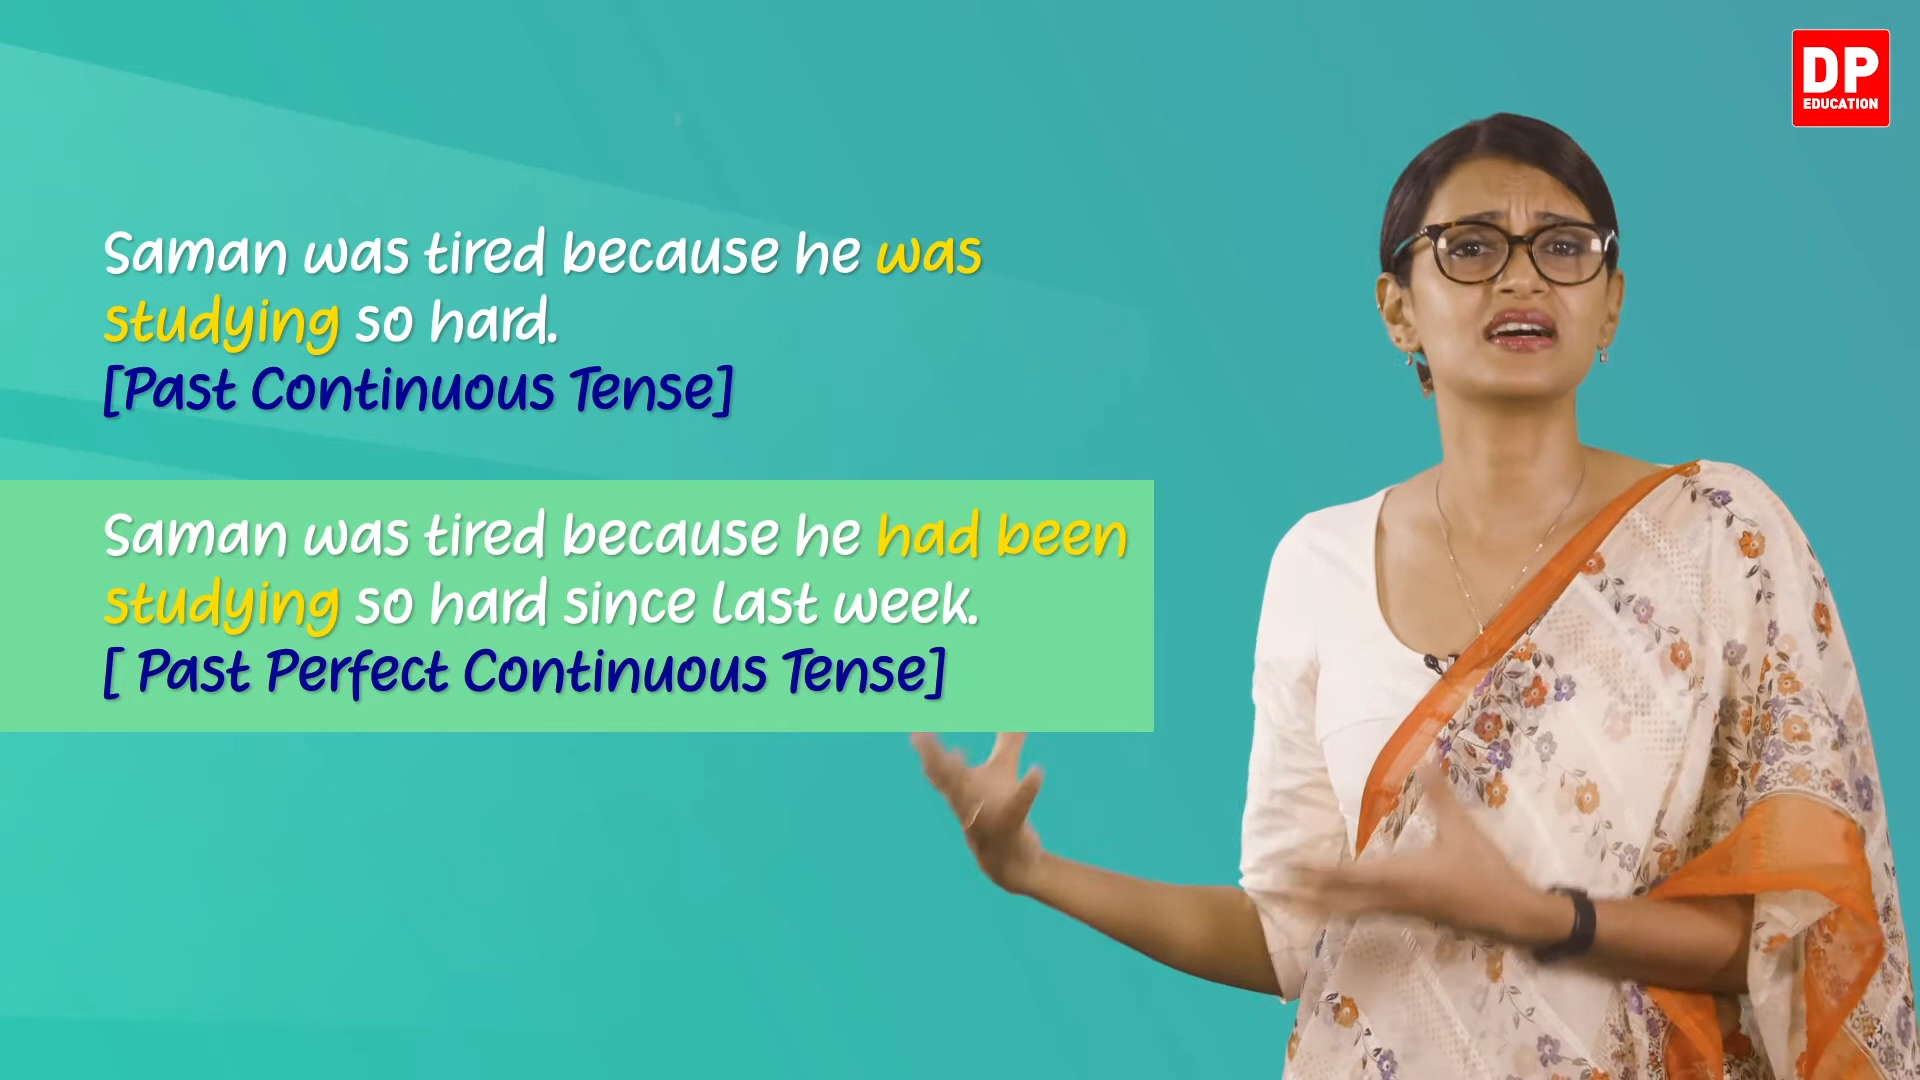 DP
EDUCATION
Saman was tired because he was
studying so hard.
[Past Continuous Tense]
Saman was tired because he had been
studying so hard since last week.
[ Past Perfect Continuous Tense]